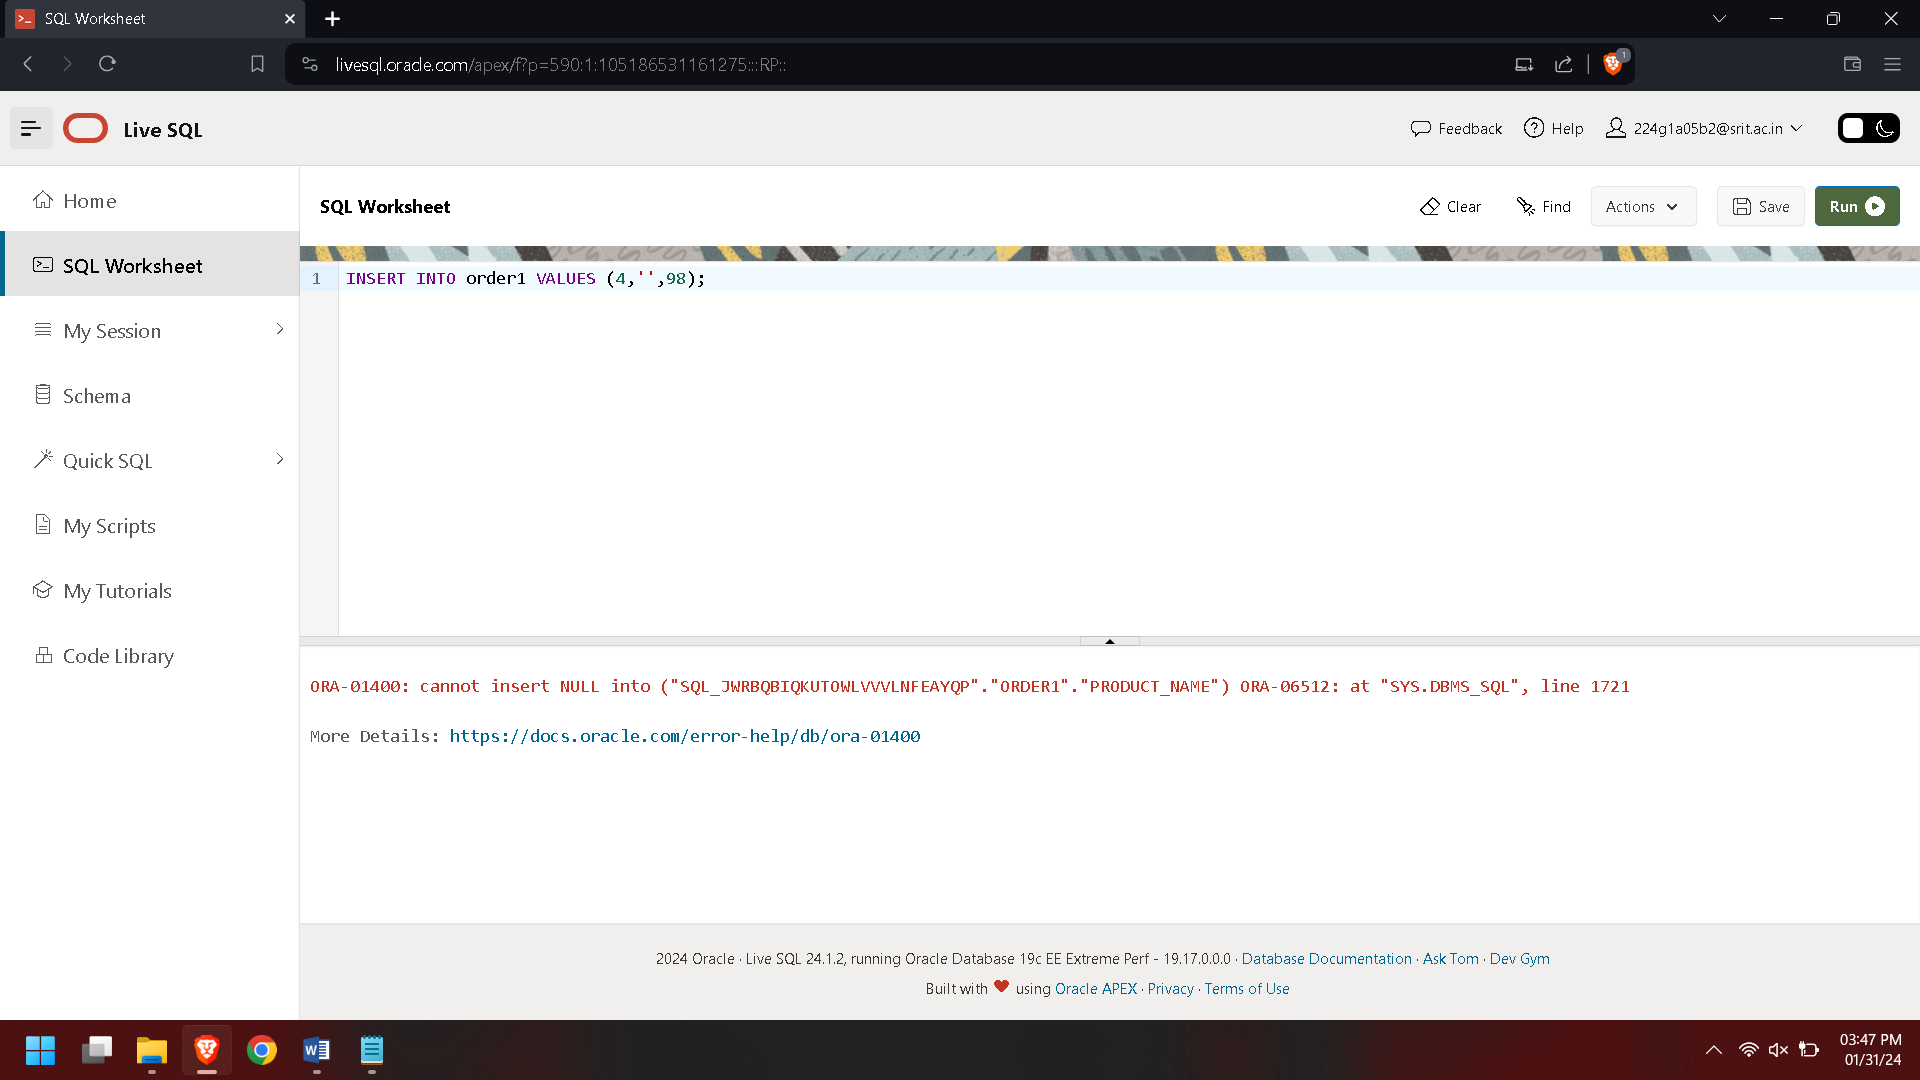 SQL Worksheet
livesql.oracle.com/apex/f?p=590:1:105186531161275:::RP::
1
Live SQL
Feedback
Help
224g1a05b2@srit.ac.in
Home
SQL Worksheet
My Session
Schema
Quick SQL
My Scripts
My Tutorials
Code Library
SQL Worksheet
Clear
Find
Actions
Save
Run
1 INSERT INTO order1 VALUES (4,'',98);
ORA-01400: cannot insert NULL into ("SQL_JWRBQBIQKUTOWLVVVLNFEAYQP"."ORDER1"."PRODUCT_NAME") ORA-06512: at "SYS.DBMS_SQL", line 1721
More Details: https://docs.oracle.com/error-help/db/ora-01400
2024 Oracle · Live SQL 24.1.2, running Oracle Database 19c EE Extreme Perf - 19.17.0.0.0 · Database Documentation · Ask Tom · Dev Gym
Built with ❤ using Oracle APEX · Privacy · Terms of Use
03:47 PM
01/31/24